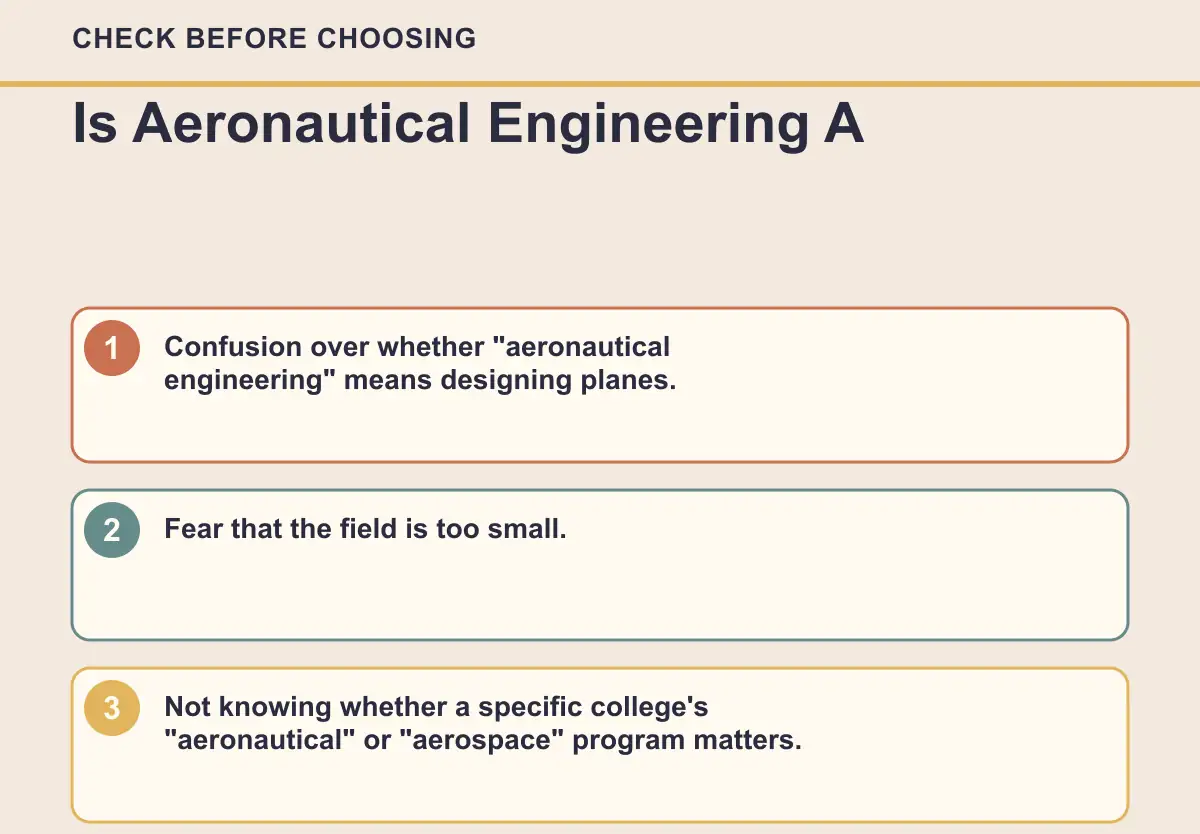 CHECK BEFORE CHOOSING
Is Aeronautical Engineering A
1
Confusion over whether "aeronautical
engineering" means designing planes.
2
Fear that the field is too small.
3
Not knowing whether a specific college's
"aeronautical" or "aerospace" program matters.